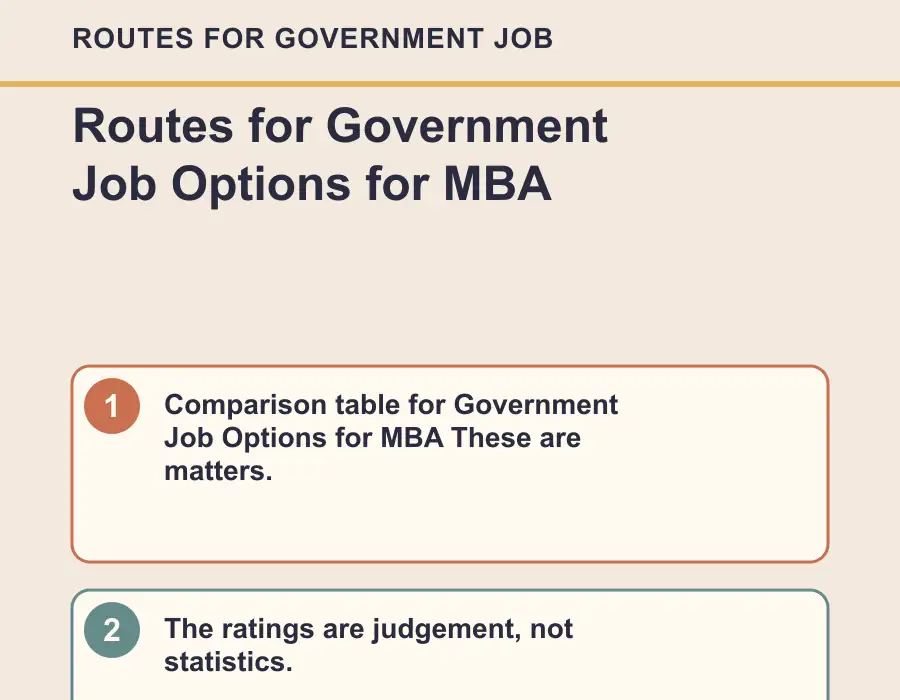 ROUTES FOR GOVERNMENT JOB
Routes for Government
Job Options for MBA
1
Comparison table for Government
Job Options for MBA These are
matters.
2
The ratings are judgement, not
statistics.